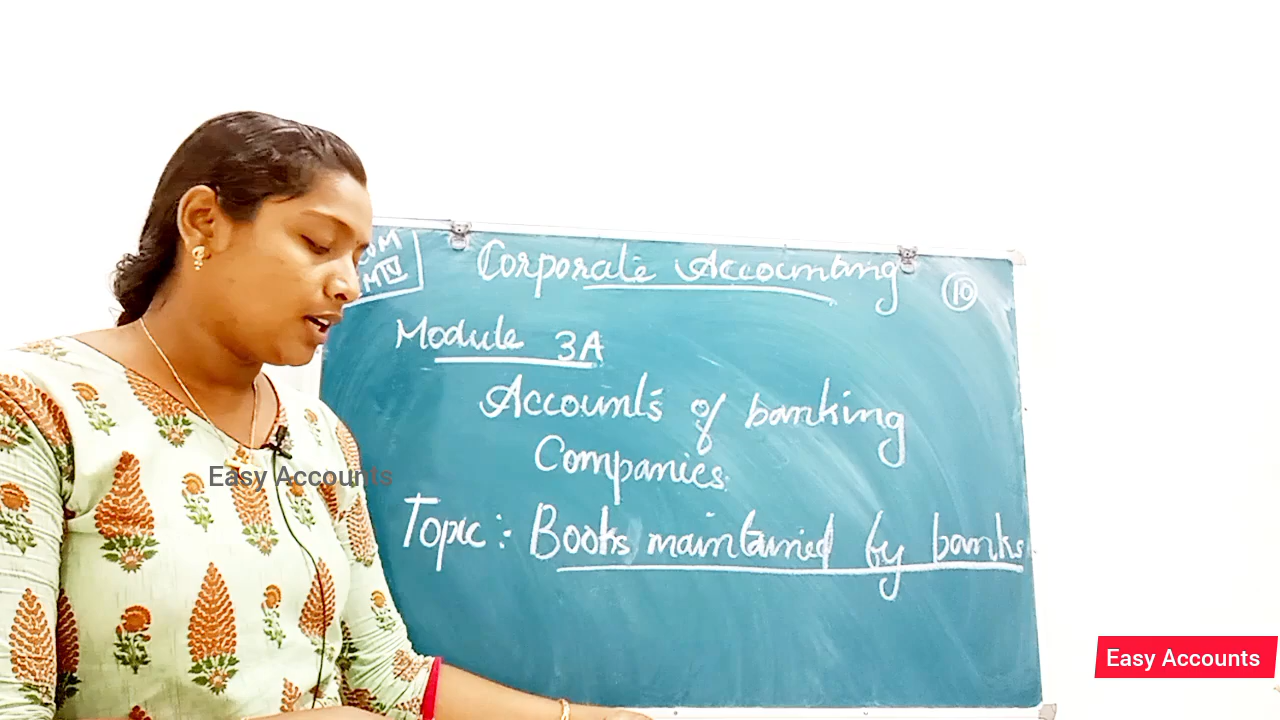 Corporate Accounting
10
Module 3A
Accounts of banking
Companies.
Topic: Books maintained by banks
Easy Accounts
Easy Accounts